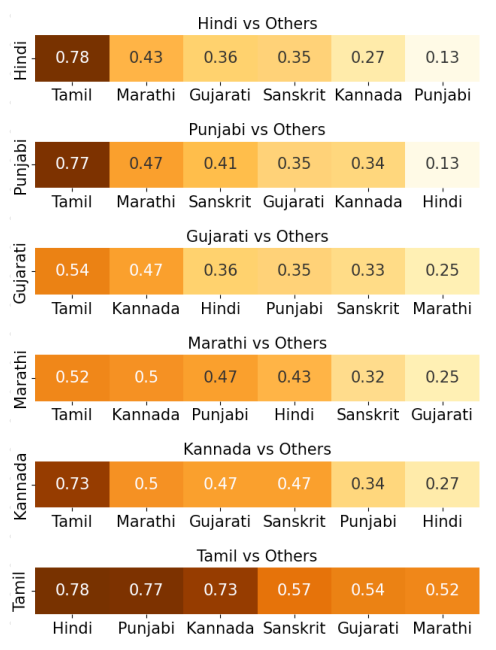 Hindi vs Others
Hindi
0.78 0.43 0.36 0.35 0.27 0.13
Tamil Marathi Gujarati Sanskrit Kannada Punjabi
Punjabi vs Others
Punjabi
0.77 0.47 0.41 0.35 0.34 0.13
Tamil Marathi Sanskrit Gujarati Kannada Hindi
Gujarati vs Others
Gujarati
0.54 0.47 0.36 0.35 0.33 0.25
Tamil Kannada Hindi Punjabi Sanskrit Marathi
Marathi vs Others
Marathi
0.52 0.5 0.47 0.43 0.32 0.25
Tamil Kannada Punjabi Hindi Sanskrit Gujarati
Kannada vs Others
Kannada
0.73 0.5 0.47 0.47 0.34 0.27
Tamil Marathi Gujarati Sanskrit Punjabi Hindi
Tamil vs Others
Tamil
0.78 0.77 0.73 0.57 0.54 0.52
Hindi Punjabi Kannada Sanskrit Gujarati Marathi